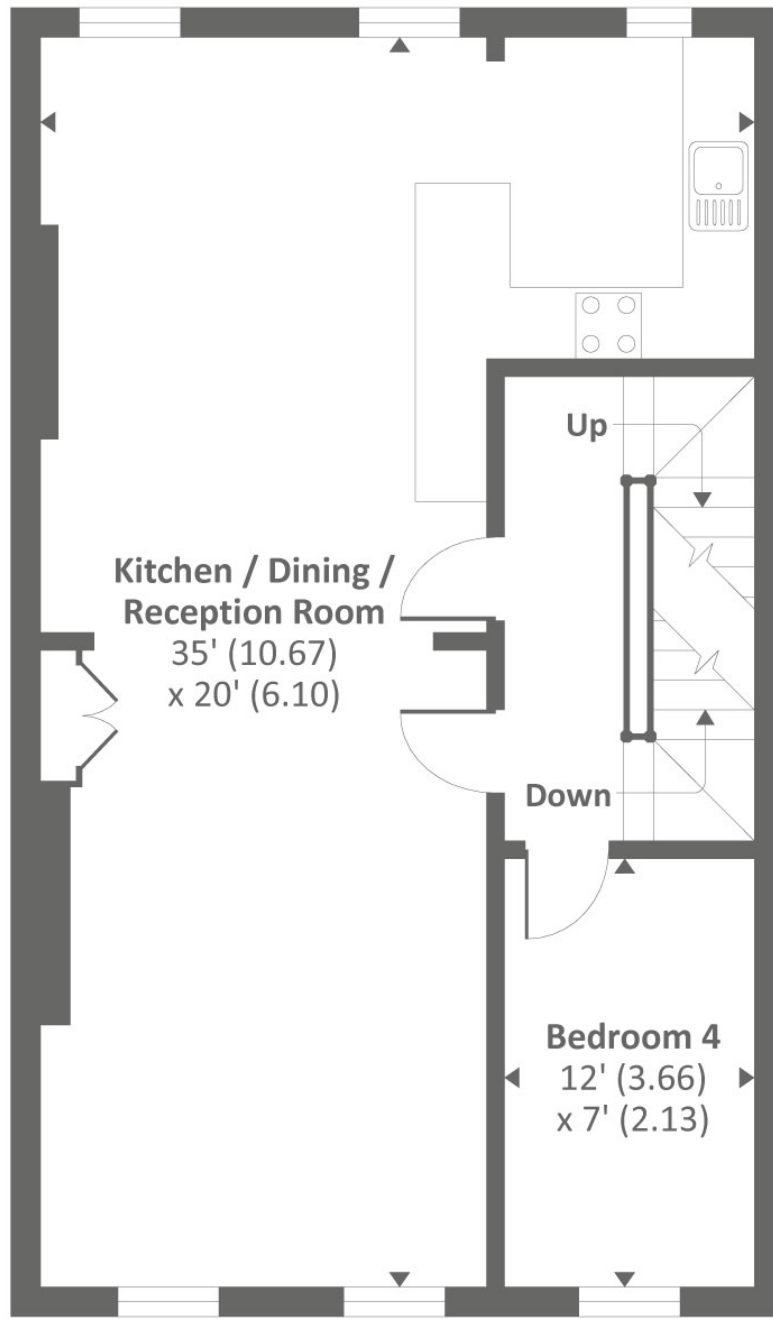 Up
Kitchen / Dining /
Reception Room
35' (10.67)
x 20' (6.10)
Down
Bedroom 4
12' (3.66)
x 7' (2.13)